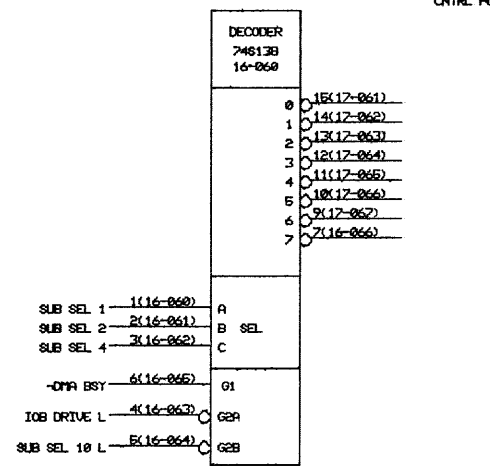 DECODER
74S138
16-060
0 15(17-061)
1 14(17-062)
2 13(17-063)
3 12(17-064)
4 11(17-065)
5 10(17-066)
6 9(17-067)
7 7(16-066)
SUB SEL 1 1(16-060) A
SUB SEL 2 2(16-061) B SEL
SUB SEL 4 3(16-062) C
¬DMA BSY 6(16-065) G1
IOB DRIVE L 4(16-063) G2A
SUB SEL 10 L 5(16-064) G2B